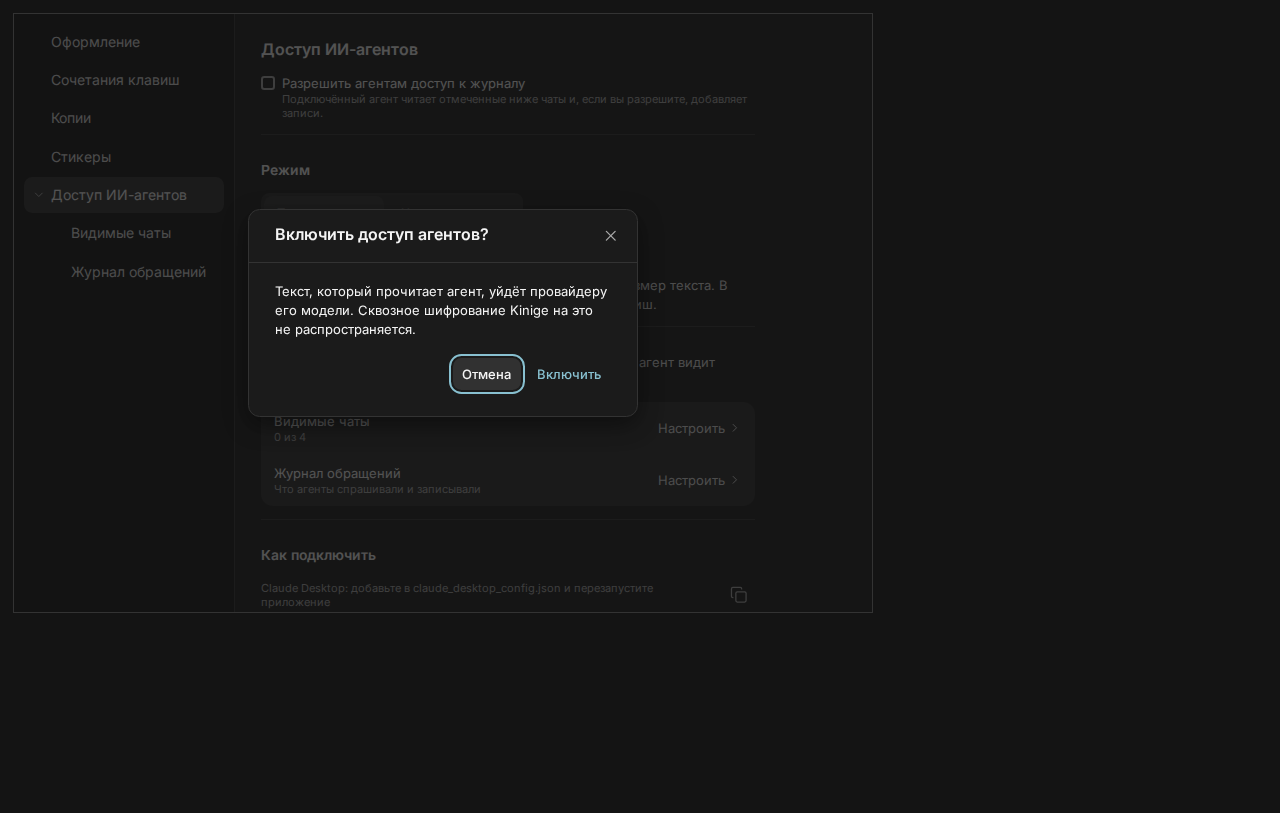 Оформление
Сочетания клавиш
Копии
Стикеры
Доступ ИИ-агентов
Видимые чаты
Журнал обращений
Доступ ИИ-агентов
Разрешить агентам доступ к журналу
Подключённый агент читает отмеченные ниже чаты и, если вы разрешите, добавляет
записи.
Режим
Включить доступ агентов?
Текст, который прочитает агент, уйдёт провайдеру
его модели. Сквозное шифрование Kinige на это
не распространяется.
Отмена
Включить
текста. В
агент видит
Видимые чаты
0 из 4
Настроить
Журнал обращений
Что агенты спрашивали и записывали
Настроить
Как подключить
Claude Desktop: добавьте в claude_desktop_config.json и перезапустите
приложение